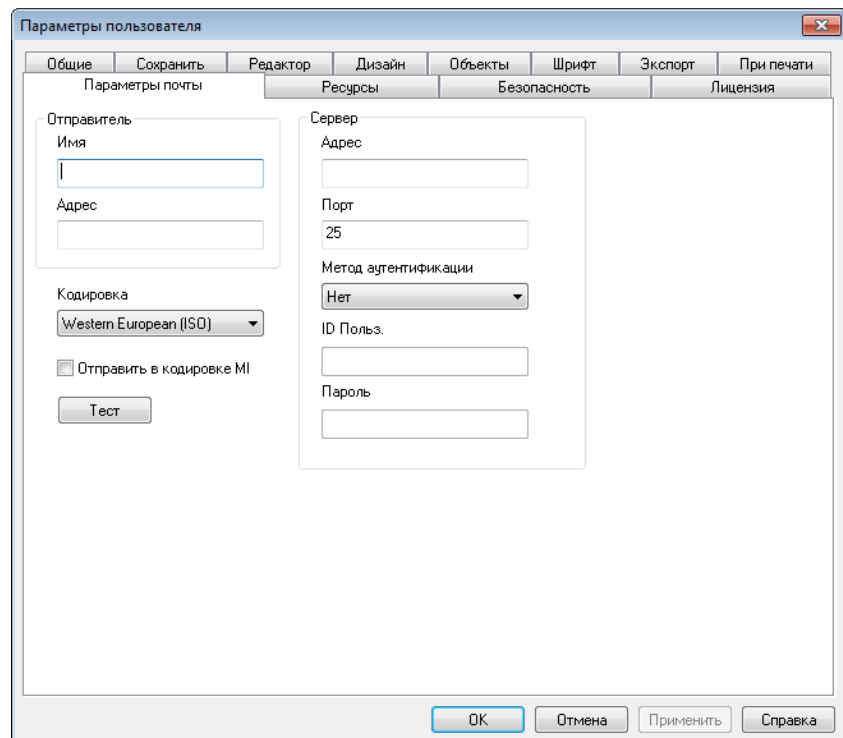 Параметры пользователя
Общие Сохранить Редактор Дизайн Объекты Шрифт Экспорт При печати
Параметры почты Ресурсы Безопасность Лицензия
Отправитель
Имя
Адрес
Кодировка
Western European (ISO)
Отправить в кодировке MI
Тест
Сервер
Адрес
Порт
25
Метод аутентификации
Нет
ID Польз.
Пароль
OK Отмена Применить Справка